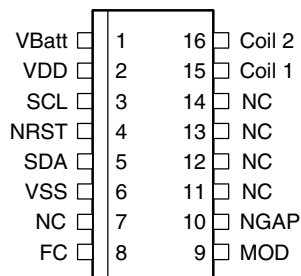 VBatt 1 16 Coil 2
VDD 2 15 Coil 1
SCL 3 14 NC
NRST 4 13 NC
SDA 5 12 NC
VSS 6 11 NC
NC 7 10 NGAP
FC 8 9 MOD